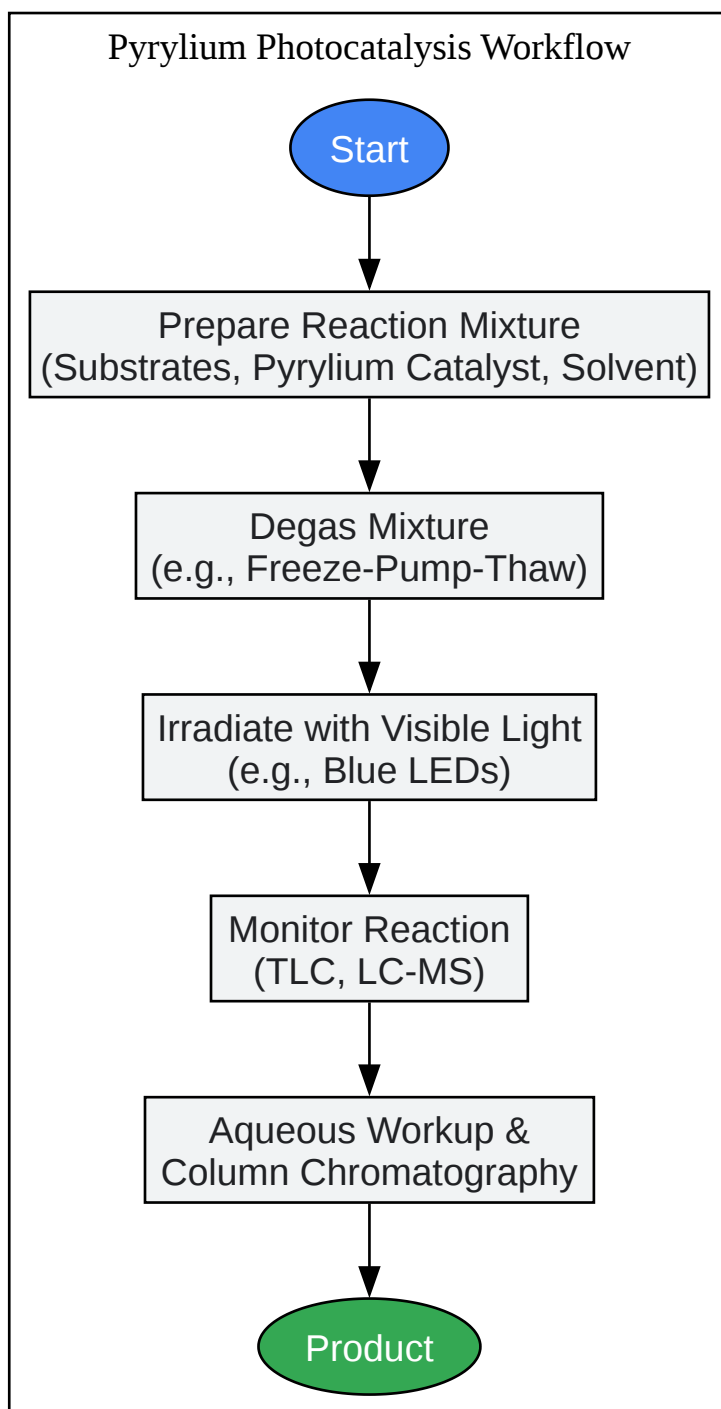 Pyrylium Photocatalysis Workflow
Start
Prepare Reaction Mixture
(Substrates, Pyrylium Catalyst, Solvent)
Degas Mixture
(e.g., Freeze-Pump-Thaw)
Irradiate with Visible Light
(e.g., Blue LEDs)
Monitor Reaction
(TLC, LC-MS)
Aqueous Workup &
Column Chromatography
Product